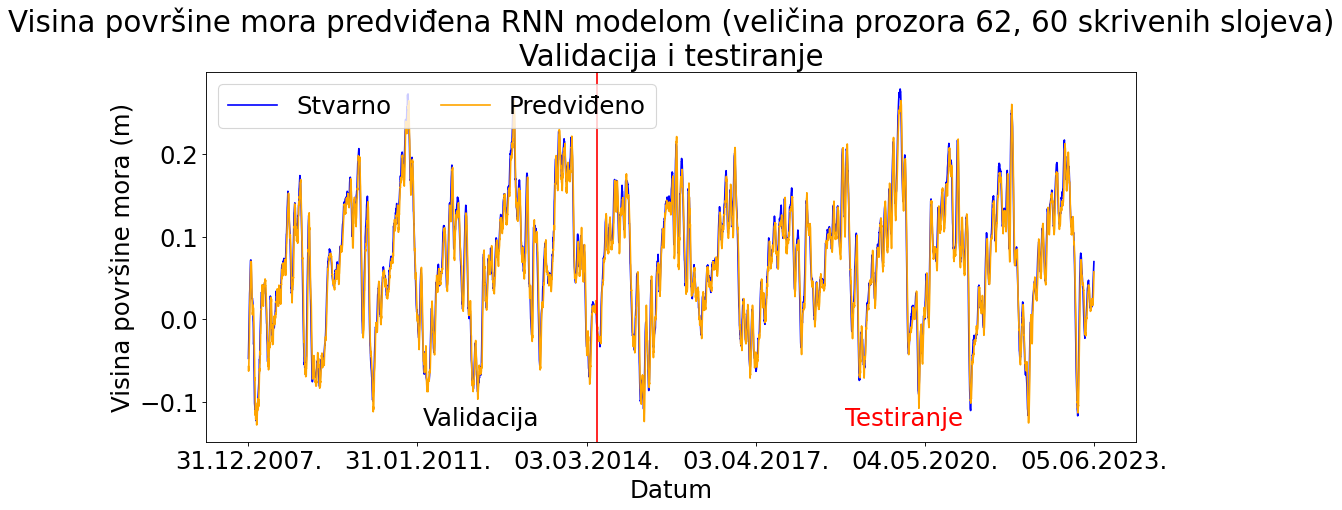 Visina površine mora predviđena RNN modelom (veličina prozora 62, 60 skrivenih slojeva)
Validacija i testiranje
Stvarno
Predviđeno
Visina površine mora (m)
0.2
0.1
0.0
−0.1
Validacija
Testiranje
31.12.2007.
31.01.2011.
03.03.2014.
03.04.2017.
04.05.2020.
05.06.2023.
Datum